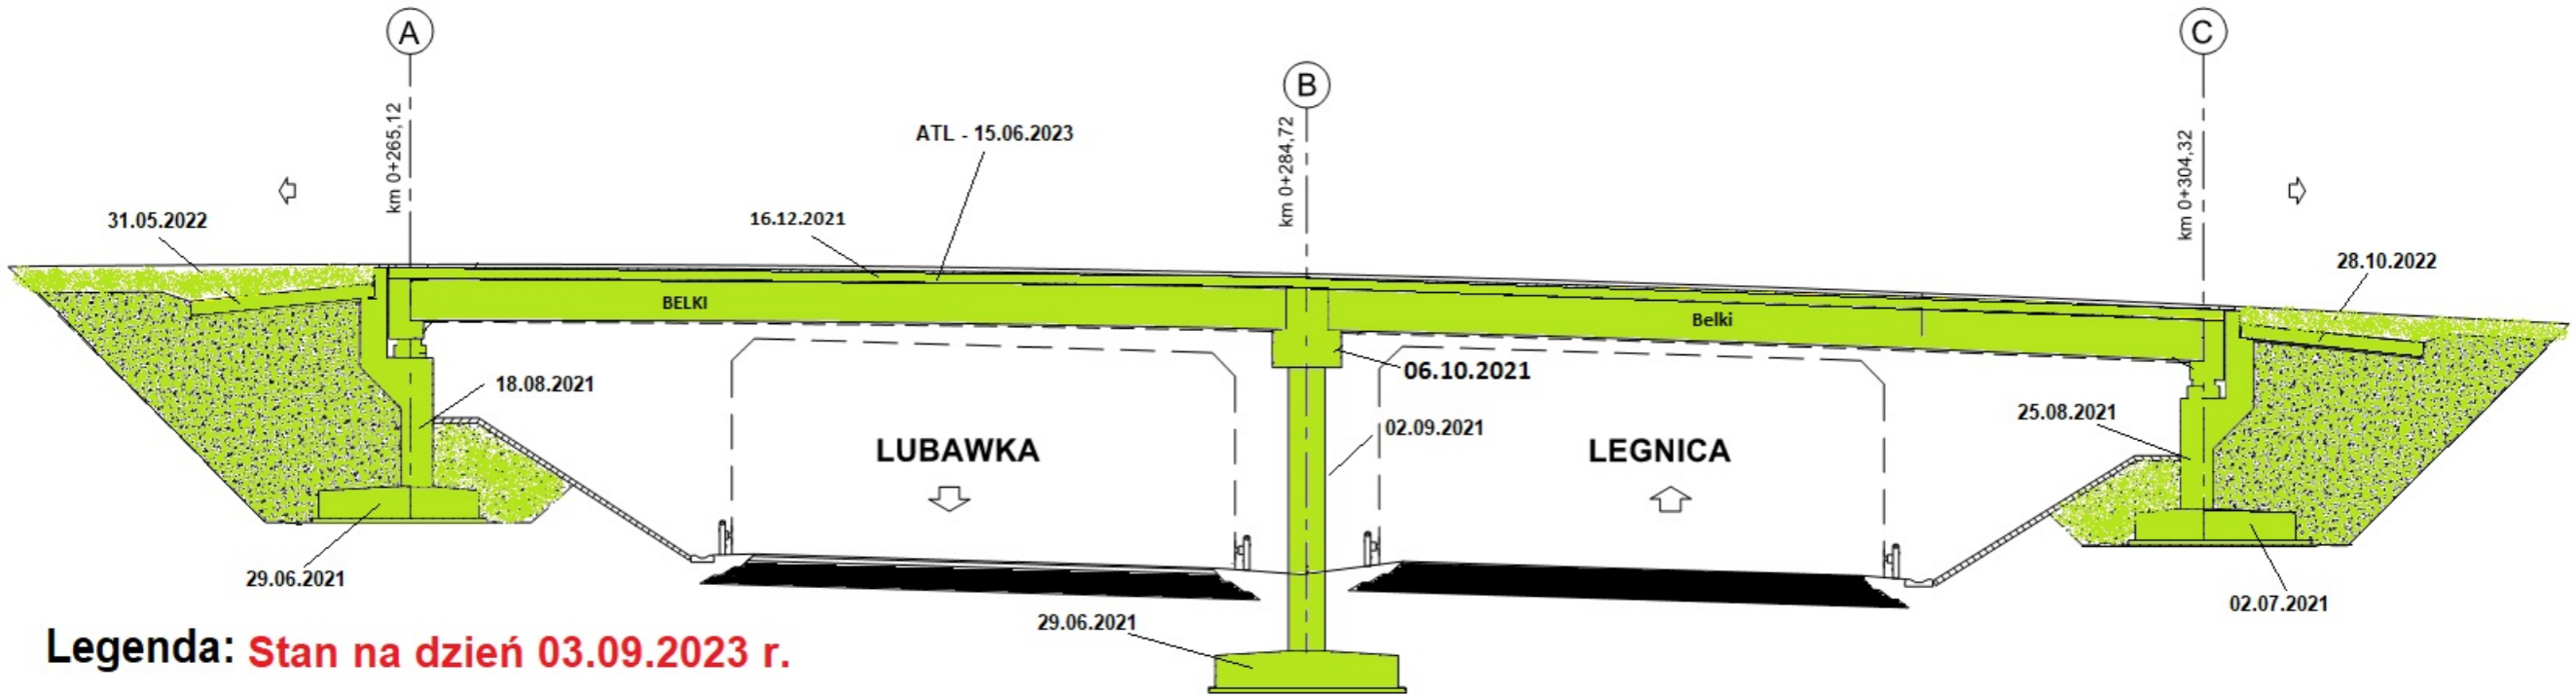 A
B
C
km 0+265,12
km 0+284,72
km 0+304,32
ATL - 15.06.2023
31.05.2022
16.12.2021
28.10.2022
BELKI
Belki
18.08.2021
06.10.2021
25.08.2021
02.09.2021
LUBAWKA
LEGNICA
29.06.2021
02.07.2021
29.06.2021
Legenda: Stan na dzień 03.09.2023 r.